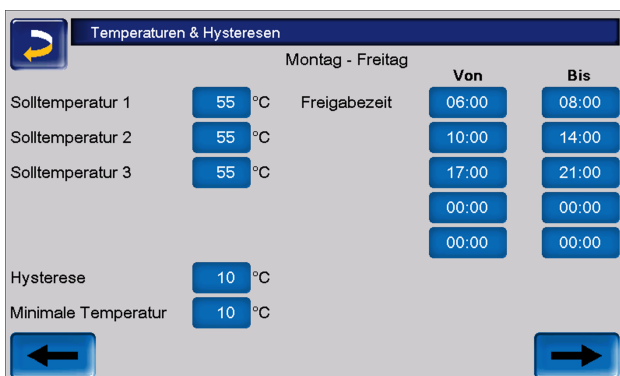 Temperaturen & Hysteresen
Montag - Freitag
Von Bis
Solltemperatur 1 55 °C Freigabezeit 06:00 08:00
Solltemperatur 2 55 °C 10:00 14:00
Solltemperatur 3 55 °C 17:00 21:00
00:00 00:00
00:00 00:00
Hysterese 10 °C
Minimale Temperatur 10 °C